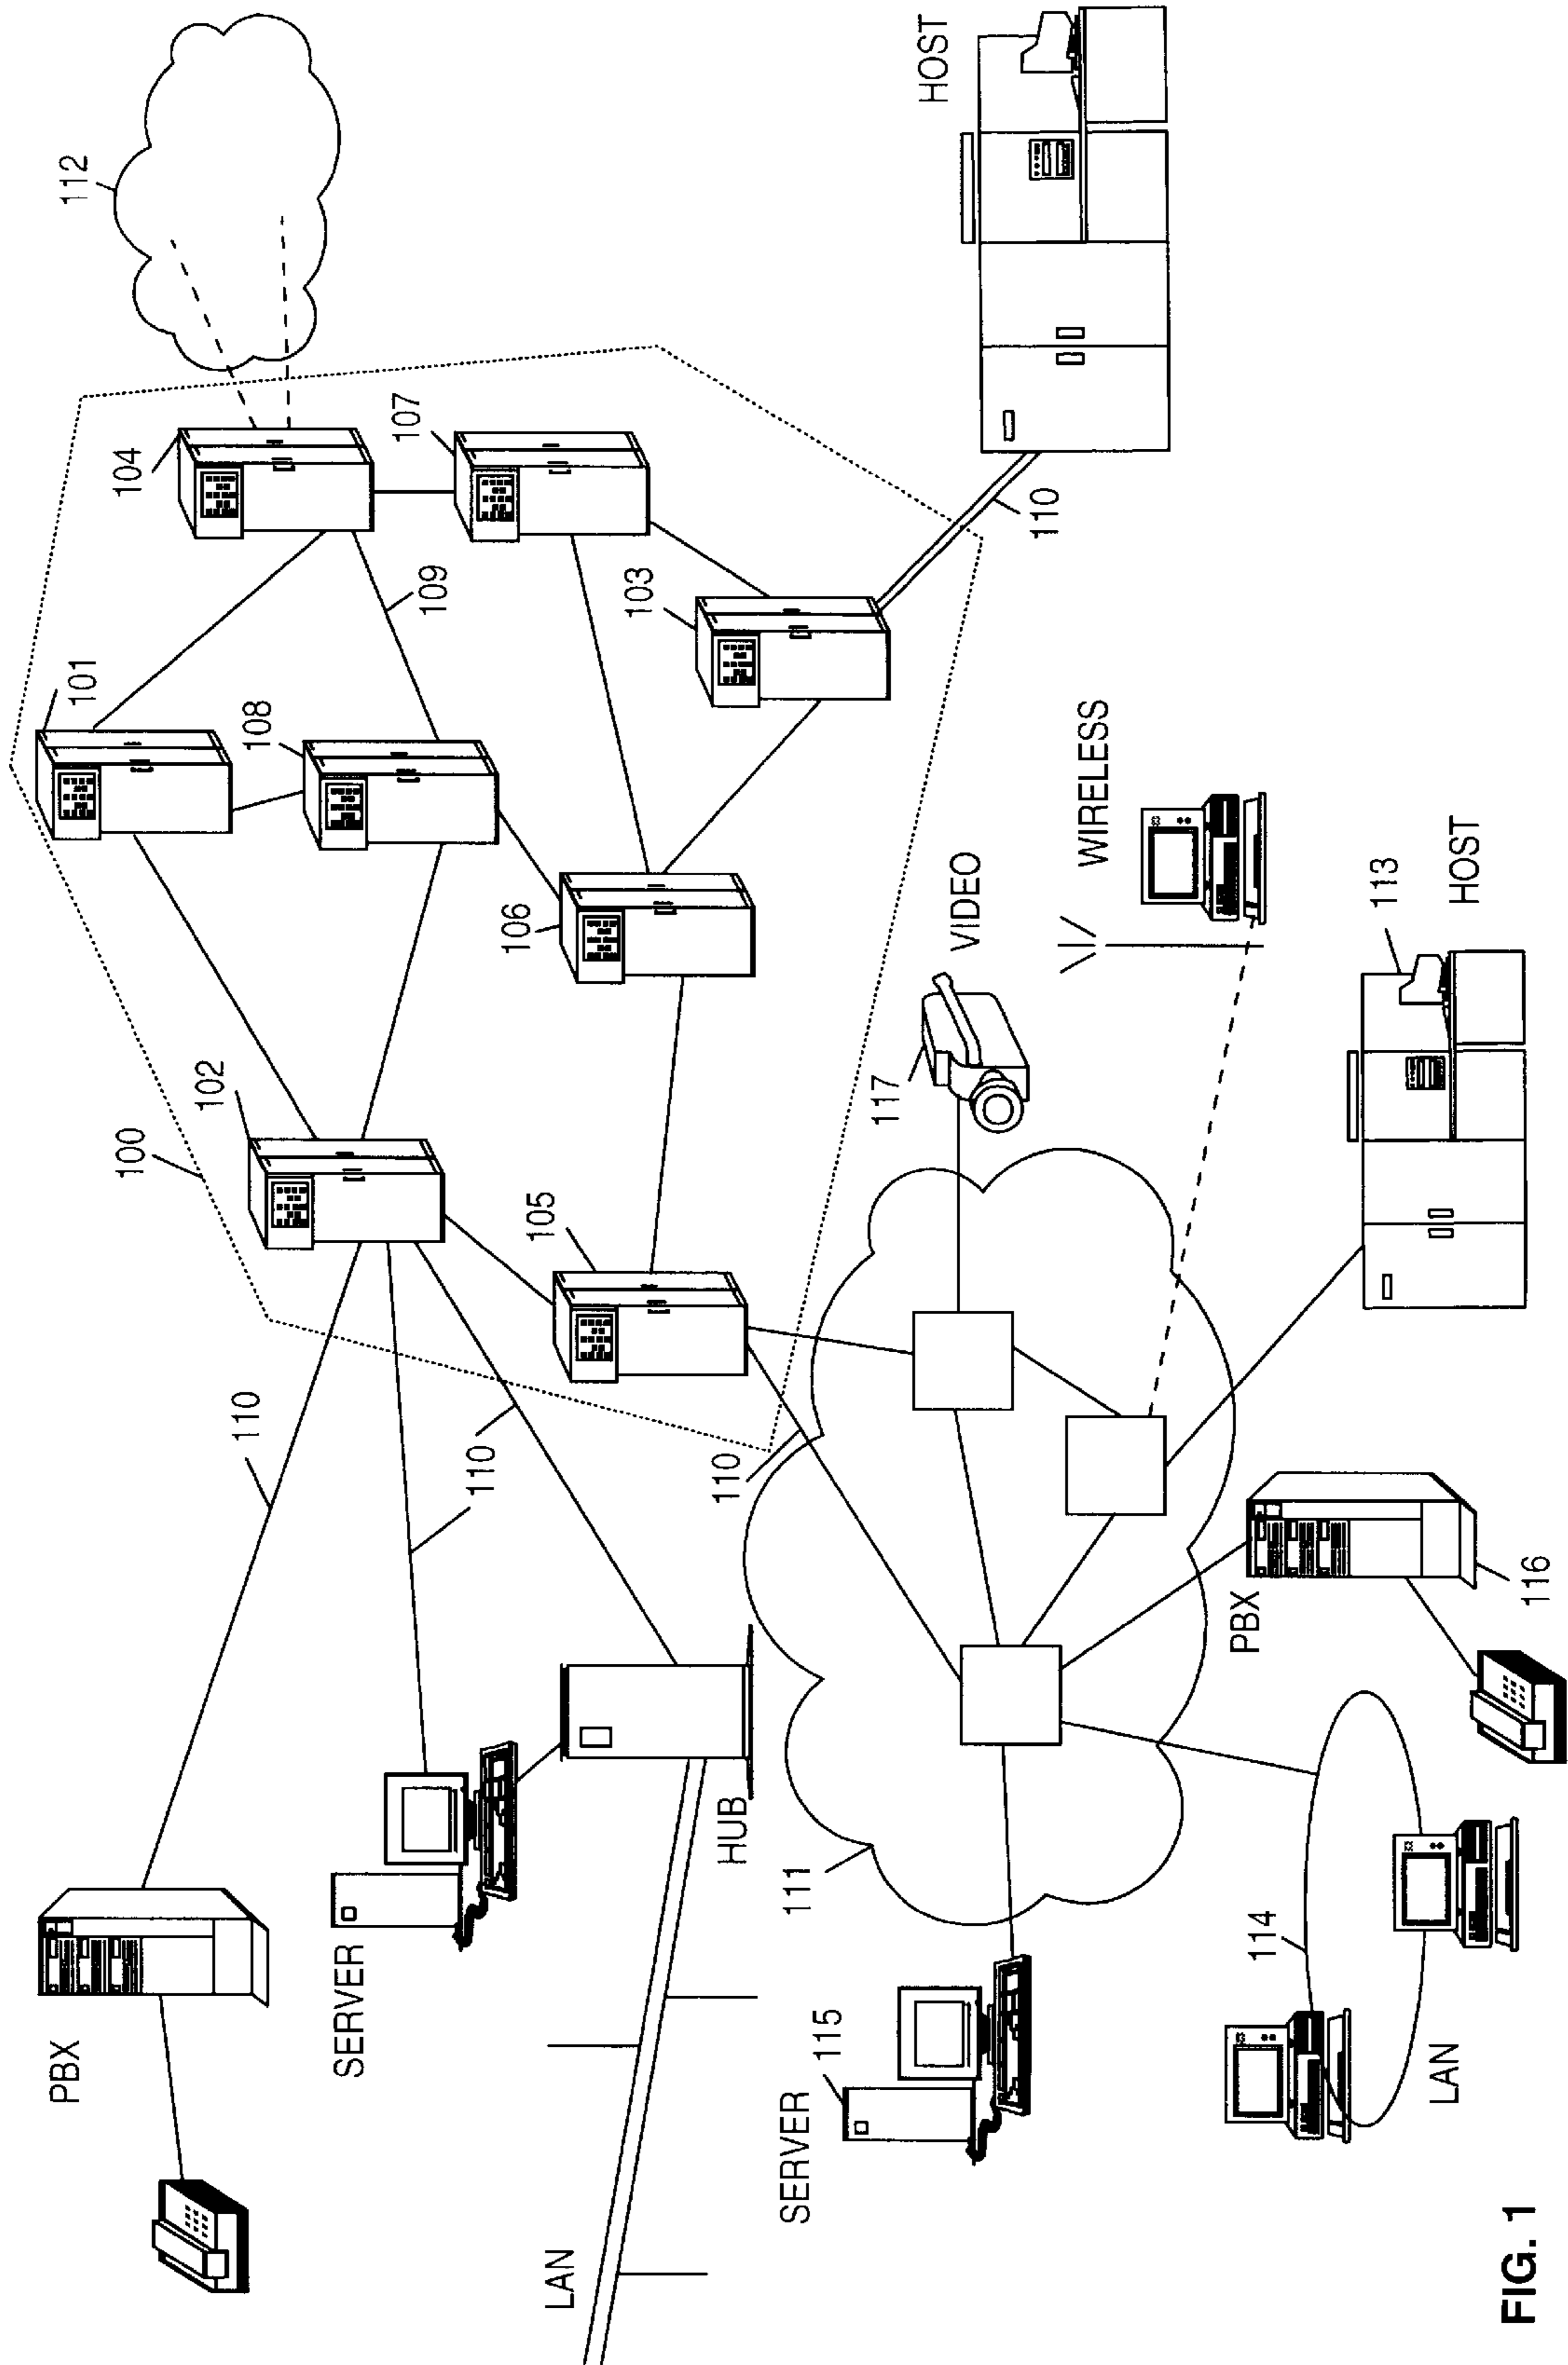 PBX
110
100
102
101
104
112
108
109
107
SERVER
110
105
106
103
HOST
LAN
HUB
110
117
VIDEO
110
SERVER
115
111
WIRELESS
LAN
114
PBX
116
113
HOST
FIG. 1